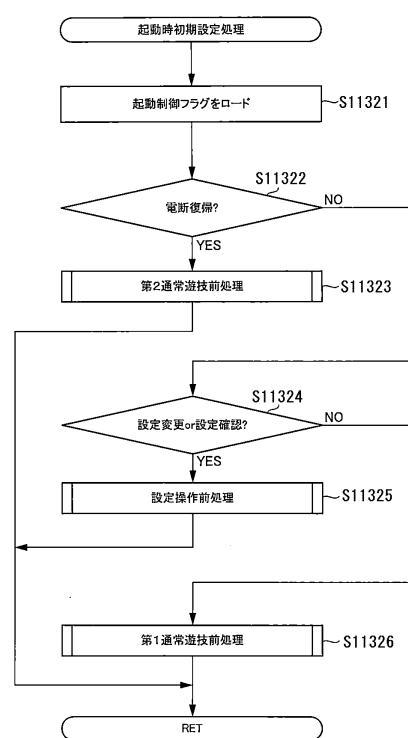 起動時初期設定処理
起動制御フラグをロード
S11321
S11322
電断復帰?
NO
YES
第2通常遊技前処理
S11323
S11324
設定変更or設定確認?
NO
YES
設定操作前処理
S11325
第1通常遊技前処理
S11326
RET